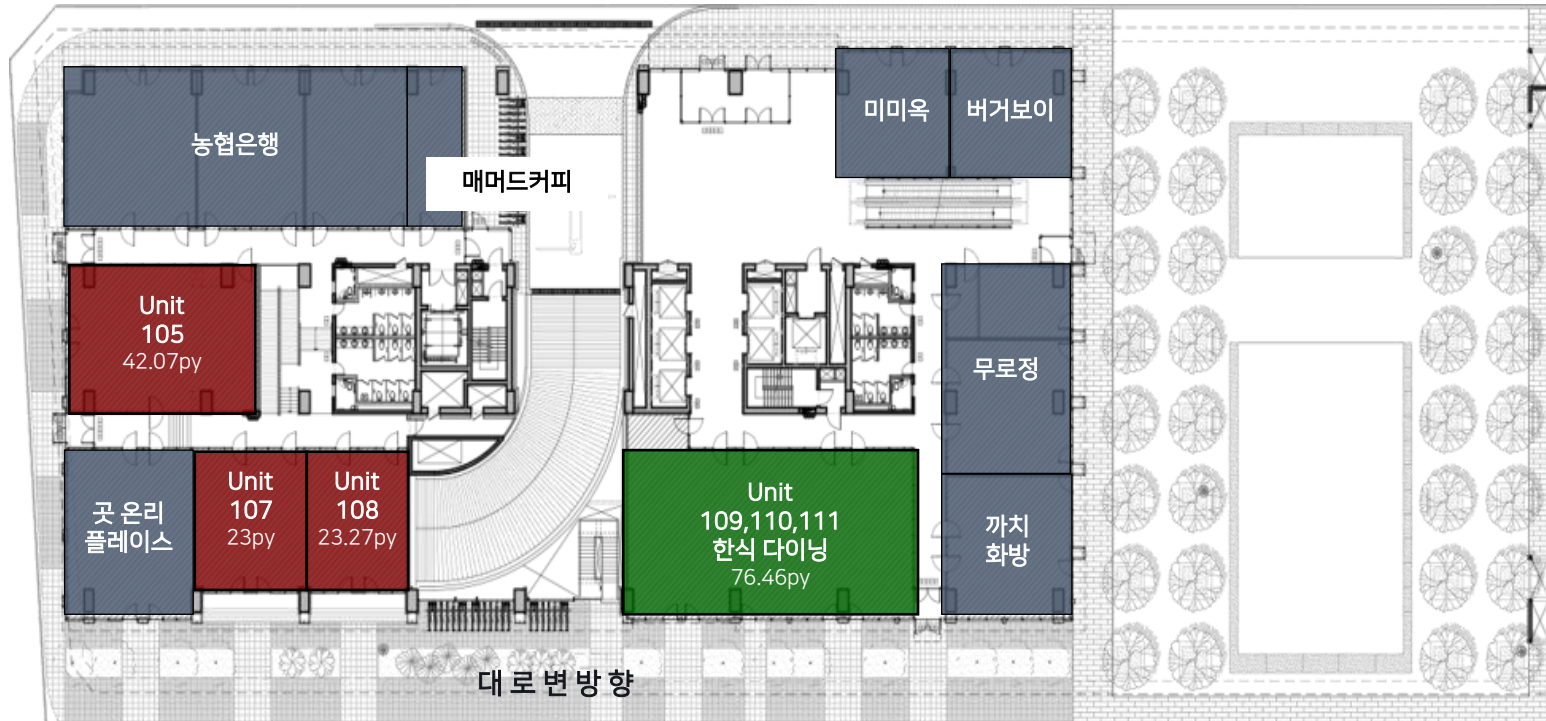 미미옥
버거보이
농협은행
매머드커피
Unit
105
42.07py
무로정
Unit
107
23py
Unit
108
23.27py
곳 온리
플레이스
Unit
109,110,111
한식 다이닝
76.46py
까치
화방
대로변방향